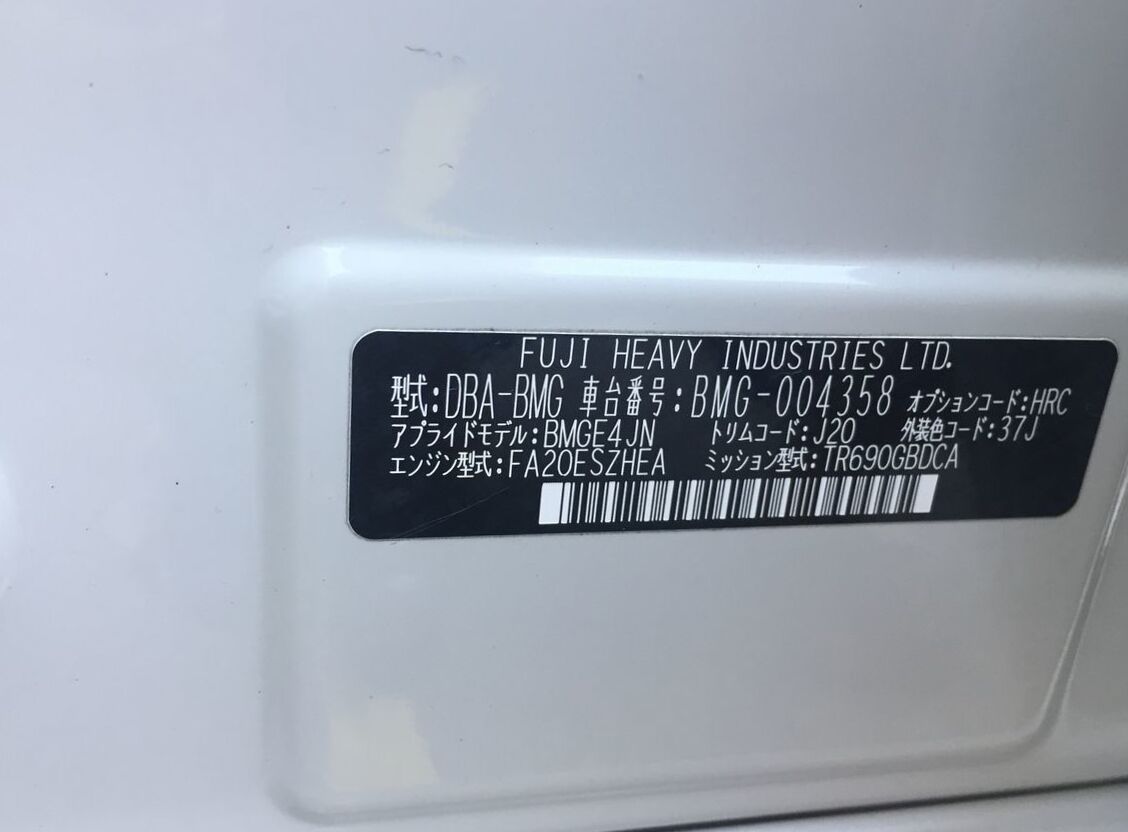 FUJI HEAVY INDUSTRIES LTD.
型式:DBA-BMG 車台番号:BMG-004358 オプションコード:HRC
アプライドモデル:BMGE4JN トリムコード:J20 外装色コード:37J
エンジン型式:FA20ESZHEA ミッション型式:TR690GBDCA